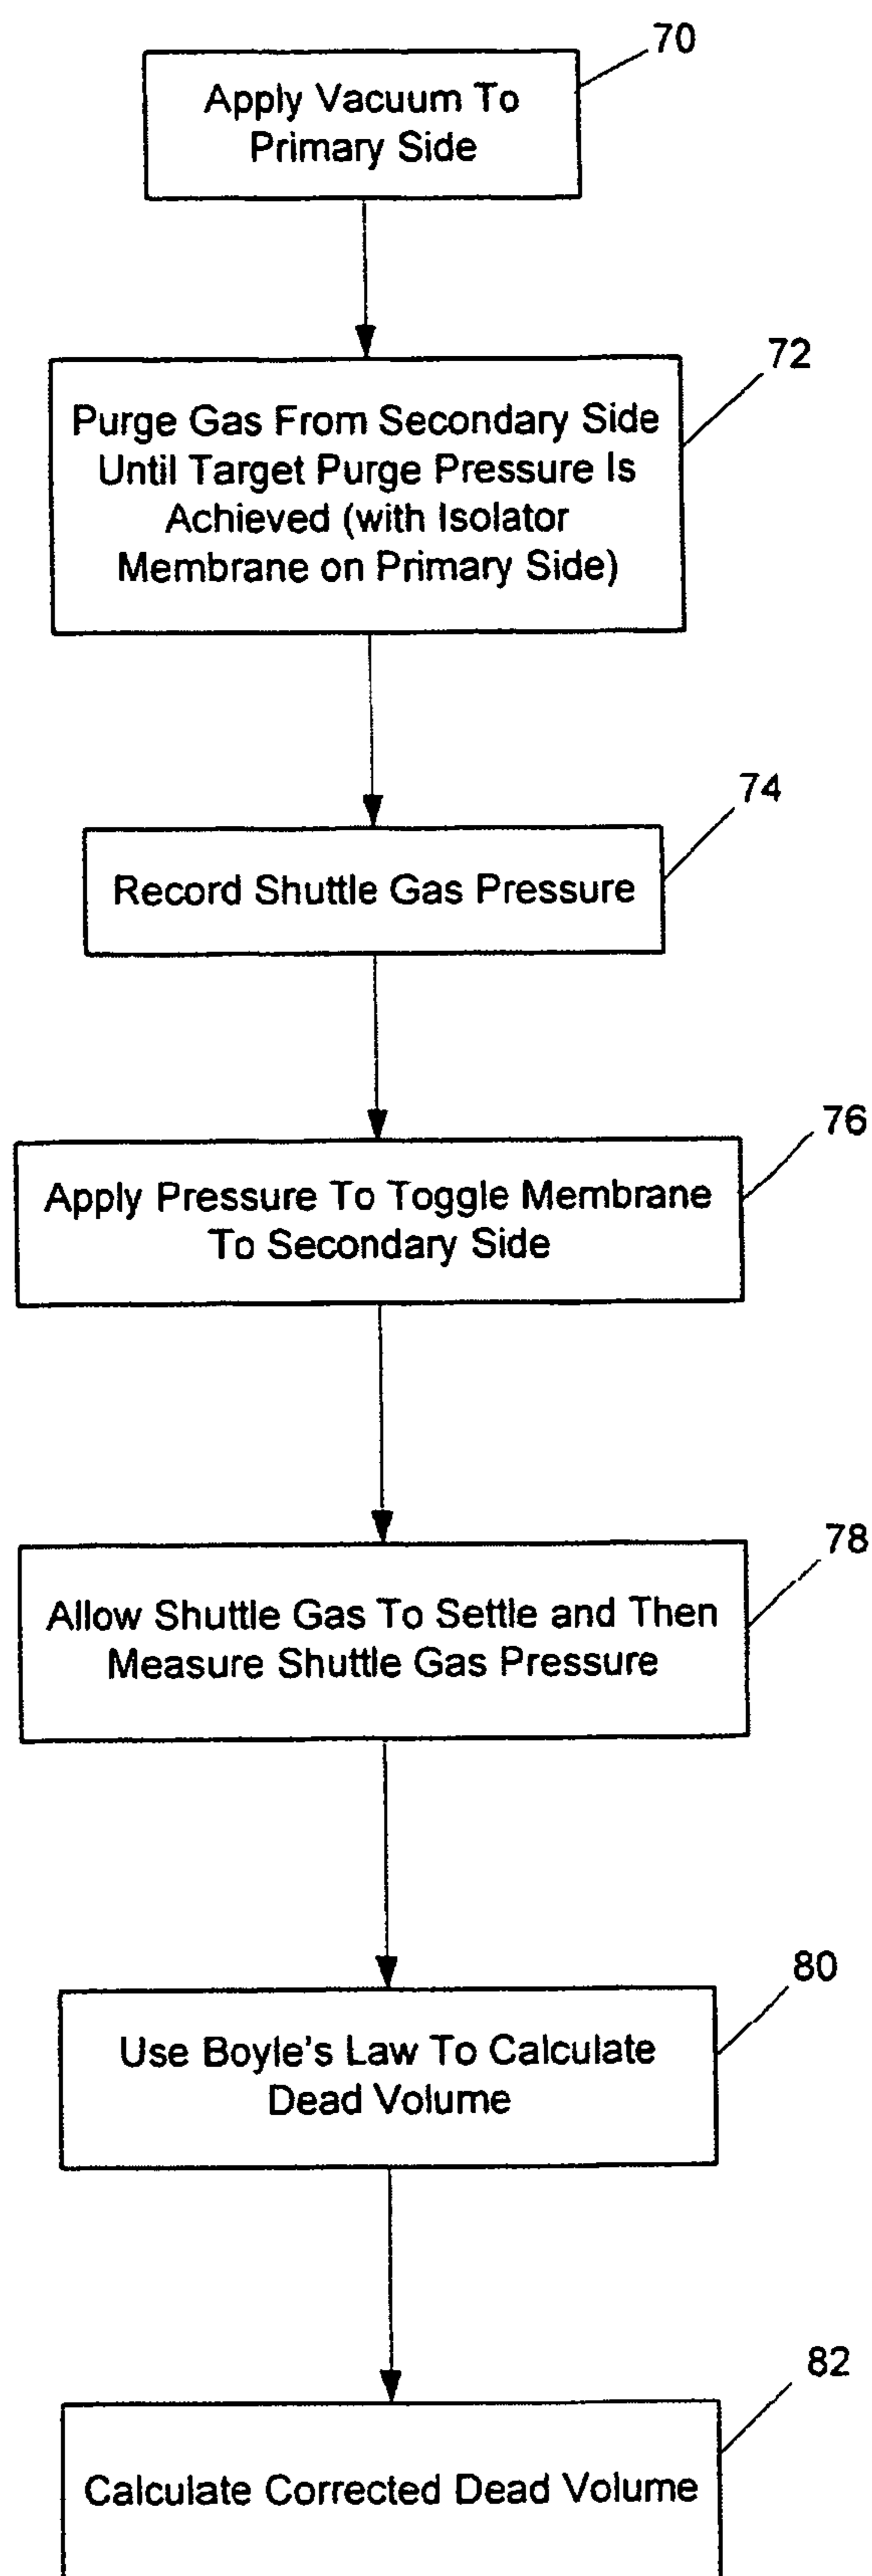 70
Apply Vacuum To
Primary Side
72
Purge Gas From Secondary Side
Until Target Purge Pressure Is
Achieved (with Isolator
Membrane on Primary Side)
74
Record Shuttle Gas Pressure
76
Apply Pressure To Toggle Membrane
To Secondary Side
78
Allow Shuttle Gas To Settle and Then
Measure Shuttle Gas Pressure
80
Use Boyle's Law To Calculate
Dead Volume
82
Calculate Corrected Dead Volume